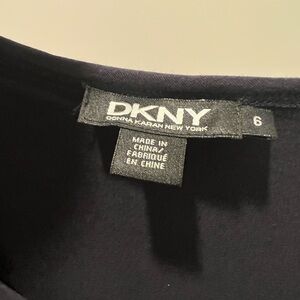 DKNY
DONNA KARAN NEW YORK
6
MADE IN
CHINA/
FABRIQUÉ
EN CHINE